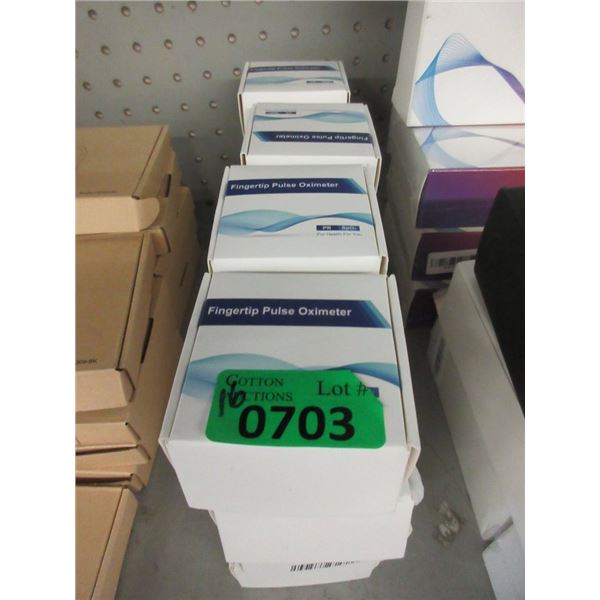 Fingertip Pulse Oximeter
Fingertip Pulse Oximeter
PR SpO₂
For Health For You
Fingertip Pulse Oximeter
COTTON
AUCTIONS
Lot #
16
0703